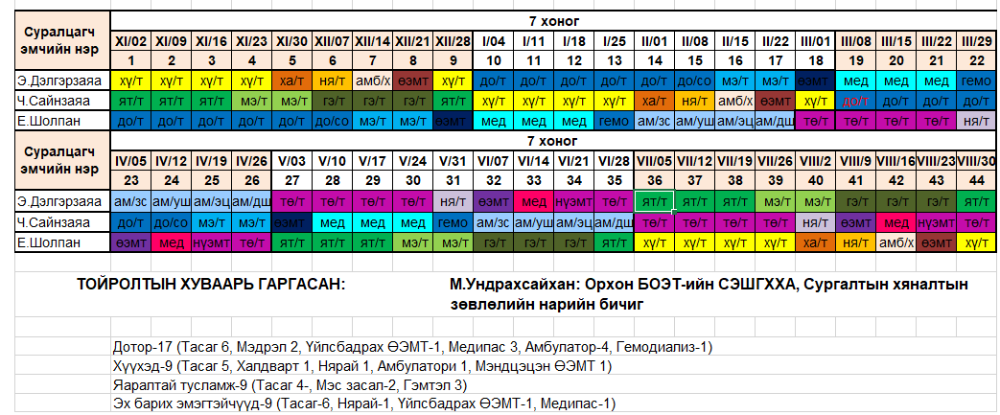 Суралцагч эмчийн нэр 7 хоног
XI/02 XI/09 XI/16 XI/23 XI/30 XII/07 XII/14 XII/21 XII/28 I/04 I/11 I/18 I/25 II/01 II/08 II/15 II/22 III/01 III/08 III/15 III/22 III/29
1 2 3 4 5 6 7 8 9 10 11 12 13 14 15 16 17 18 19 20 21 22
Э.Дэлгэрзаяа ху/т ху/т ху/т ху/т ха/т ня/т амб/х өэмт ху/т до/т до/т до/т до/т до/т до/со мэ/т мэ/т өэмт мед мед мед гемо
Ч.Сайнзаяа ят/т ят/т ят/т мэ/т мэ/т гэ/т гэ/т гэ/т ят/т ху/т ху/т ху/т ху/т ха/т ня/т амб/х өэмт ху/т до/т до/т до/т до/т
Е.Шолпан до/т до/т до/т до/т до/т до/со мэ/т мэ/т өэмт мед мед мед гемо ам/зс ам/уш ам/эц ам/дш тө/т тө/т тө/т тө/т ня/т
Суралцагч эмчийн нэр 7 хоног
IV/05 IV/12 IV/19 IV/26 V/03 V/10 V/17 V/24 V/31 VI/07 VI/14 VI/21 VI/28 VII/05 VII/12 VII/19 VII/26 VIII/2 VIII/9 VIII/16 VIII/23 VIII/30
23 24 25 26 27 28 29 30 31 32 33 34 35 36 37 38 39 40 41 42 43 44
Э.Дэлгэрзаяа ам/зс ам/уш ам/эц ам/дш тө/т тө/т тө/т тө/т ня/т өэмт мед нүэмт тө/т ят/т ят/т ят/т мэ/т мэ/т гэ/т гэ/т гэ/т ят/т
Ч.Сайнзаяа до/т до/со мэ/т мэ/т өэмт мед мед мед гемо ам/зс ам/уш ам/эц ам/дш тө/т тө/т тө/т тө/т ня/т өэмт мед нүэмт тө/т
Е.Шолпан өэмт мед нүэмт тө/т ят/т ят/т ят/т мэ/т мэ/т гэ/т гэ/т гэ/т ят/т ху/т ху/т ху/т ху/т ха/т ня/т амб/х өэмт ху/т
ТОЙРОЛТЫН ХУВААРЬ ГАРГАСАН: М.Ундрахсайхан: Орхон БОЭТ-ийн СЭШГХХА, Сургалтын хяналтын
зөвлөлийн нарийн бичиг
Дотор-17 (Тасаг 6, Мэдрэл 2, Үйлсбадрах ӨЭМТ-1, Медипас 3, Амбулатор-4, Гемодиализ-1)
Хүүхэд-9 (Тасаг 5, Халдварт 1, Нярай 1, Амбулатори 1, Мэндцэцэн ӨЭМТ 1)
Яаралтай тусламж-9 (Тасаг 4-, Мэс засал-2, Гэмтэл 3)
Эх барих эмэгтэйчүүд-9 (Тасаг-6, Нярай-1, Үйлсбадрах ӨЭМТ-1, Медипас-1)